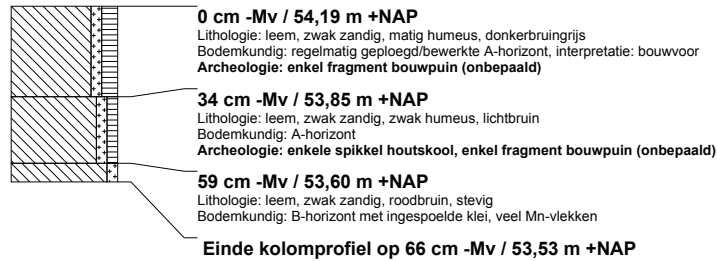 0 cm -Mv / 54,19 m +NAP
Lithologie: leem, zwak zandig, matig humeus, donkerbruingrijs
Bodemkundig: regelmatig geploegd/bewerkte A-horizont, interpretatie: bouwvoor
Archeologie: enkel fragment bouwpuin (onbepaald)
34 cm -Mv / 53,85 m +NAP
Lithologie: leem, zwak zandig, zwak humeus, lichtbruin
Bodemkundig: A-horizont
Archeologie: enkele spikkel houtskool, enkel fragment bouwpuin (onbepaald)
59 cm -Mv / 53,60 m +NAP
Lithologie: leem, zwak zandig, roodbruin, stevig
Bodemkundig: B-horizont met ingespoelde klei, veel Mn-vlekken
Einde kolomprofiel op 66 cm -Mv / 53,53 m +NAP